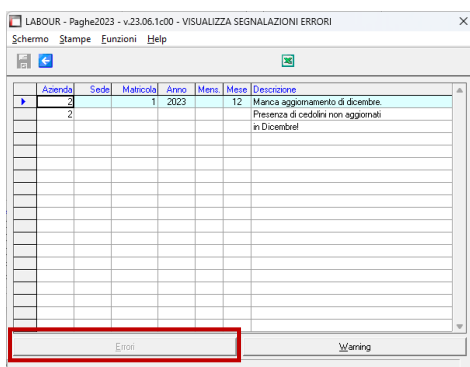 LABOUR - Paghe2023 - v.23.06.1c00 - VISUALIZZA SEGNALAZIONI ERRORI
Schermo Stampe Funzioni Help
Azienda Sede Matricola Anno Mens. Mese Descrizione
2 1 2023 12 Manca aggiornamento di dicembre.
2 Presenza di cedolini non aggiornati
in Dicembre!
Errori Warning